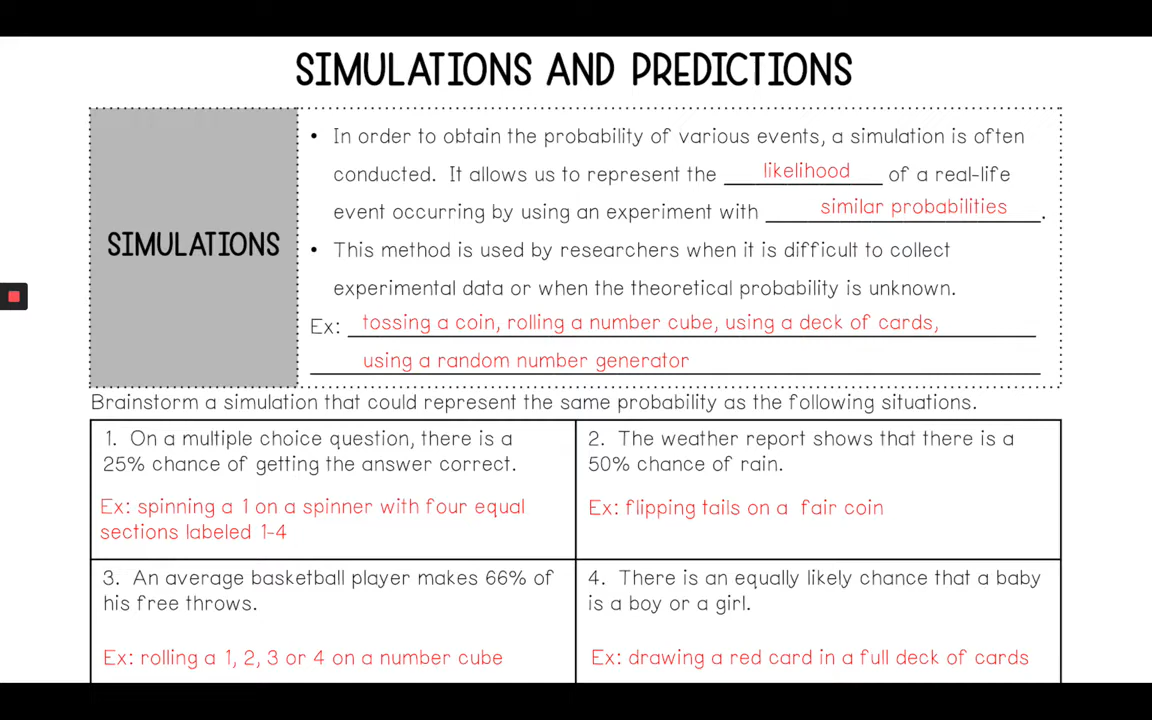 SIMULATIONS AND PREDICTIONS
SIMULATIONS
• In order to obtain the probability of various events, a simulation is often
conducted. It allows us to represent the likelihood of a real-life
event occurring by using an experiment with similar probabilities.
• This method is used by researchers when it is difficult to collect
experimental data or when the theoretical probability is unknown.
Ex: tossing a coin, rolling a number cube, using a deck of cards,
using a random number generator
Brainstorm a simulation that could represent the same probability as the following situations.
1. On a multiple choice question, there is a
25% chance of getting the answer correct.
Ex: spinning a 1 on a spinner with four equal
sections labeled 1-4
2. The weather report shows that there is a
50% chance of rain.
Ex: flipping tails on a fair coin
3. An average basketball player makes 66% of
his free throws.
Ex: rolling a 1, 2, 3 or 4 on a number cube
4. There is an equally likely chance that a baby
is a boy or a girl.
Ex: drawing a red card in a full deck of cards